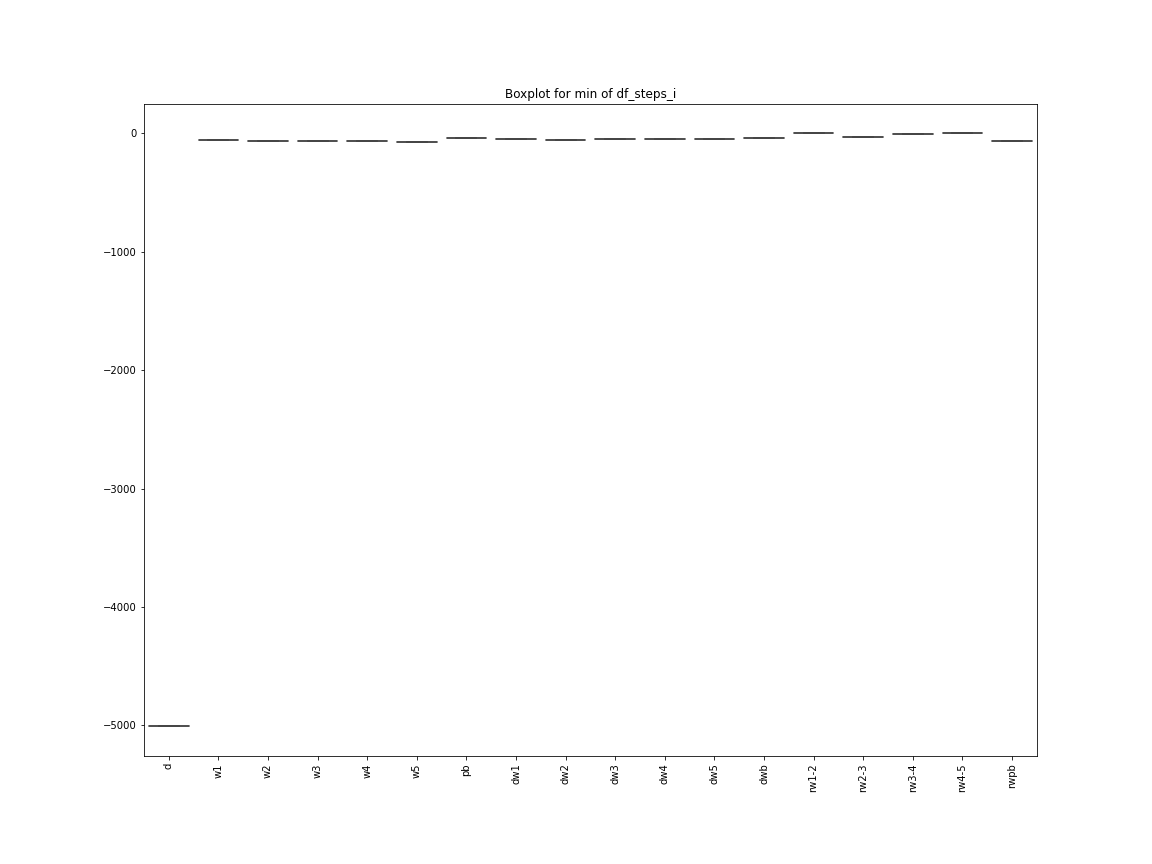 Boxplot for min of df_steps_i
0
−1000
−2000
−3000
−4000
−5000
d
w1
w2
w3
w4
w5
pb
dw1
dw2
dw3
dw4
dw5
dwb
rw1-2
rw2-3
rw3-4
rw4-5
rwpb